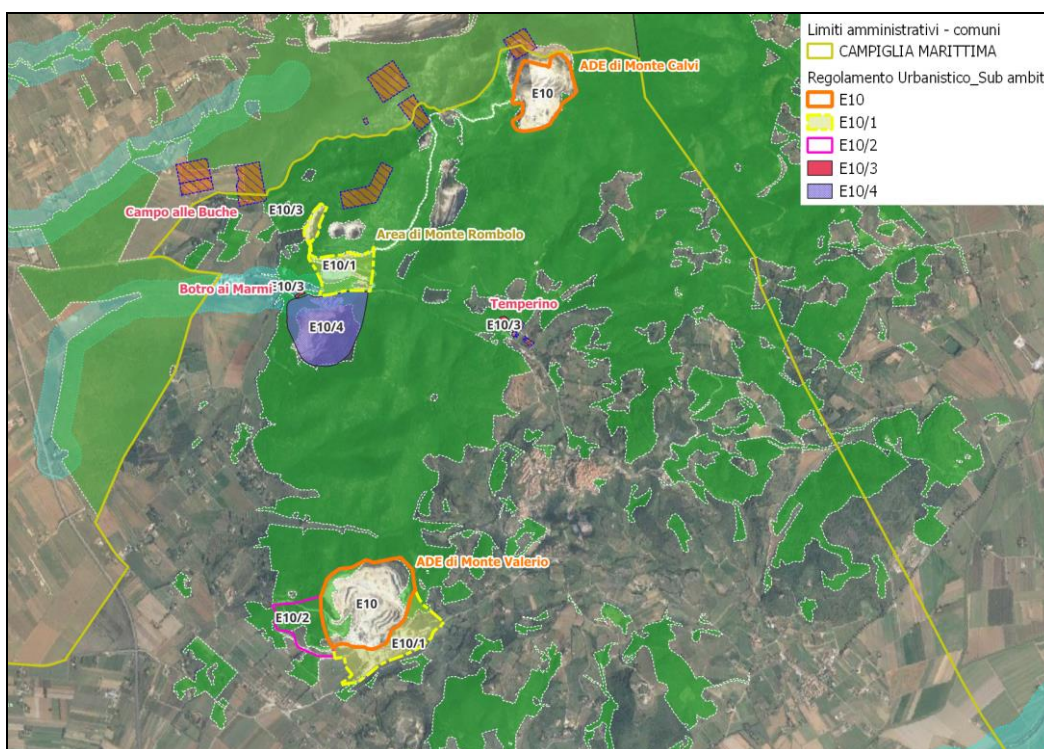 Limiti amministrativi - comuni
CAMPIGLIA MARITTIMA
Regolamento Urbanistico_Sub ambit
E10
E10/1
E10/2
E10/3
E10/4
ADE di Monte Calvi
E10
Campo alle Buche
E10/3
Area di Monte Rombolo
E10/1
Botro ai Marmi
E10/3
E10/4
Temperino
E10/3
ADE di Monte Valerio
E10
E10/2
E10/1